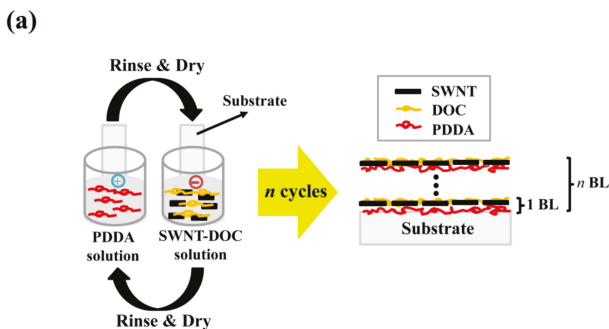 (a)
Rinse & Dry
Substrate
+
−
PDDA
solution
SWNT-DOC
solution
Rinse & Dry
n cycles
SWNT
DOC
PDDA
n BL
1 BL
Substrate